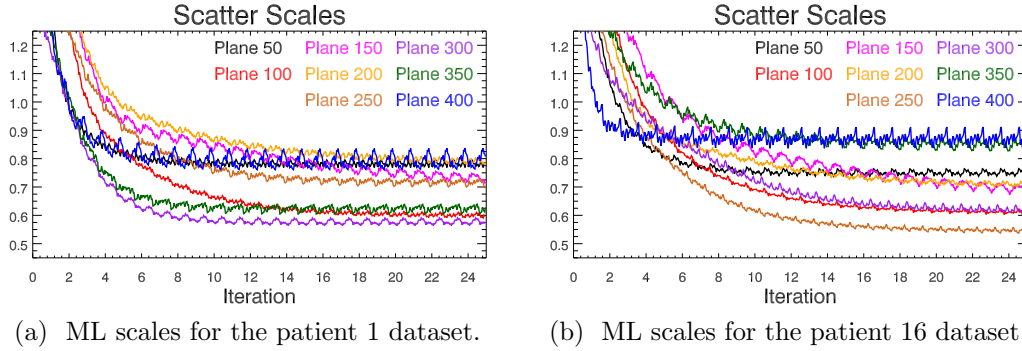 Scatter Scales
Plane 50 Plane 150 Plane 300
Plane 100 Plane 200 Plane 350
Plane 250 Plane 400
1.2
1.1
1.0
0.9
0.8
0.7
0.6
0.5
0 2 4 6 8 10 12 14 16 18 20 22 24
Iteration
(a) ML scales for the patient 1 dataset.
Scatter Scales
Plane 50 Plane 150 Plane 300
Plane 100 Plane 200 Plane 350
Plane 250 Plane 400
1.2
1.1
1.0
0.9
0.8
0.7
0.6
0.5
0 2 4 6 8 10 12 14 16 18 20 22 24
Iteration
(b) ML scales for the patient 16 dataset